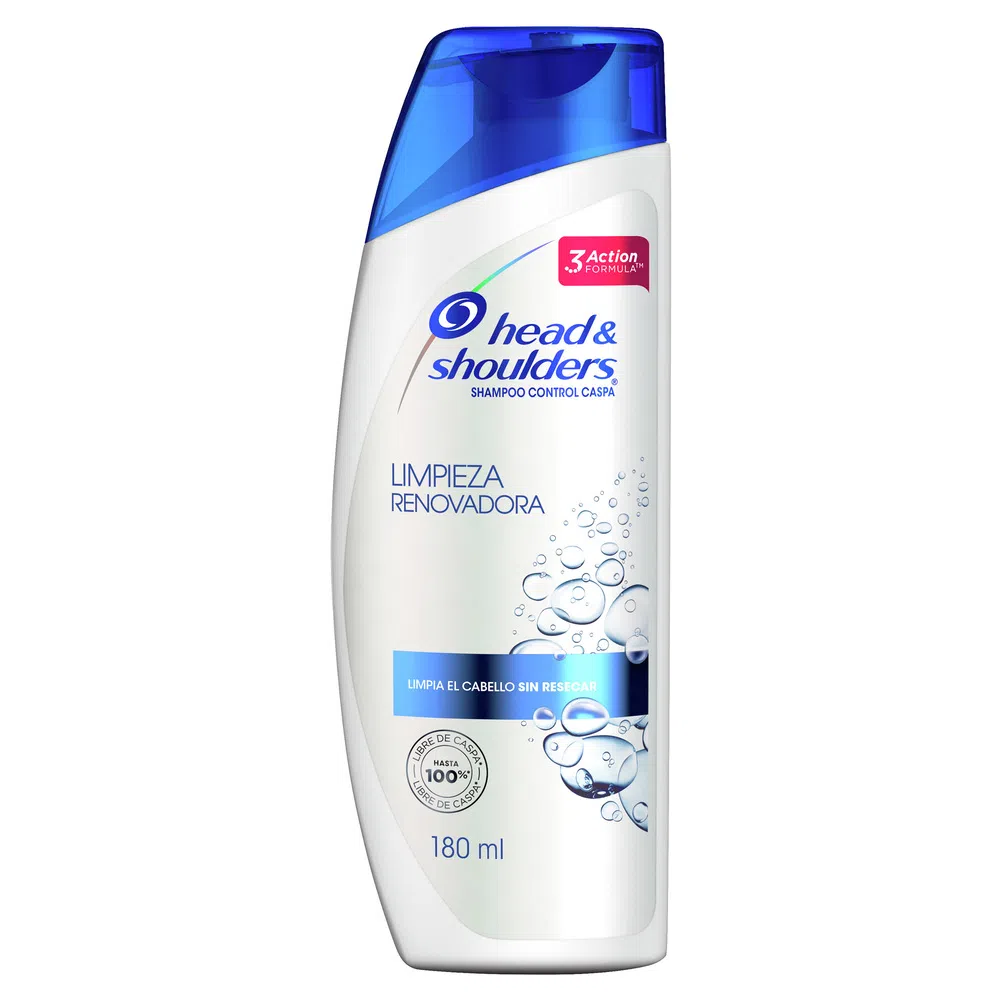 3 Action
FORMULA™
head &
shoulders®
SHAMPOO CONTROL CASPA
LIMPIEZA
RENOVADORA
LIMPIA EL CABELLO SIN RESECAR
LIBRE DE CASPA*
HASTA
100%*
LIBRE DE CASPA*
180 ml